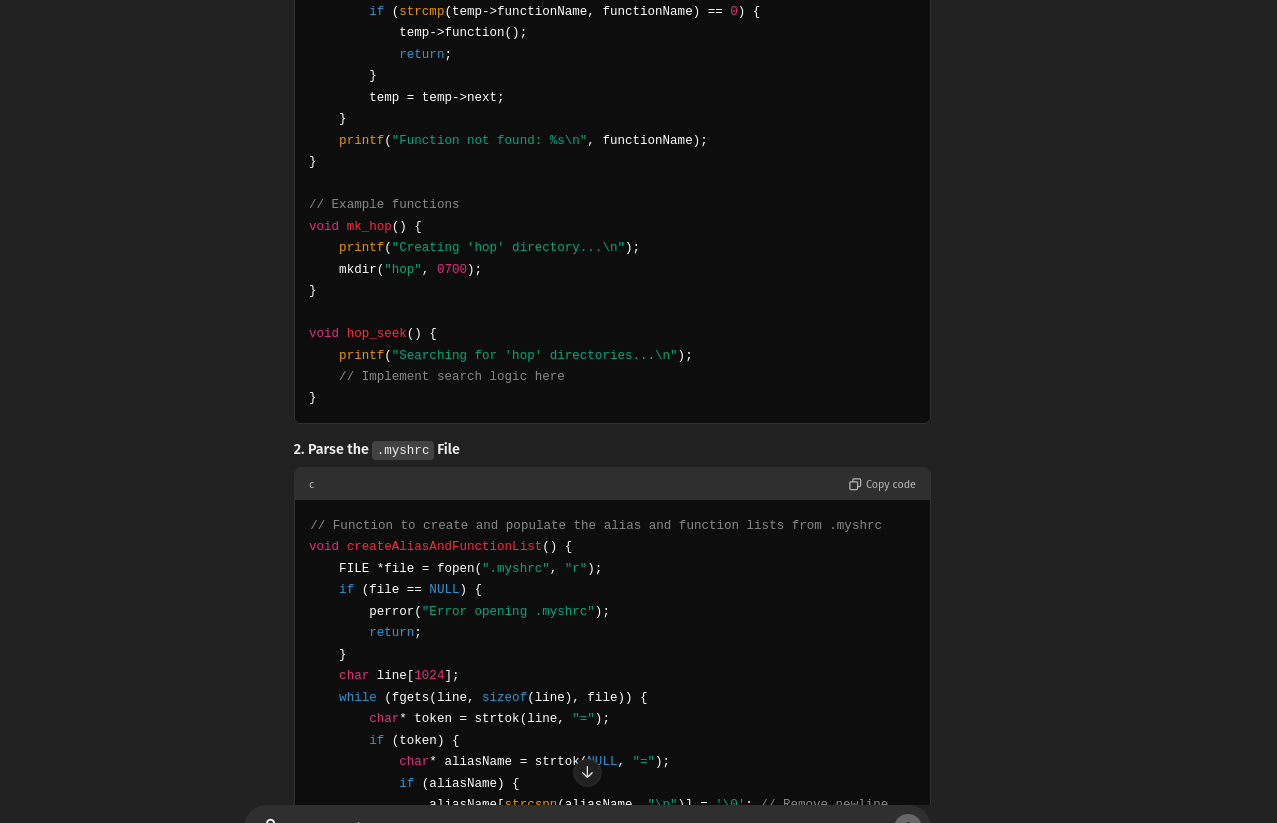 if (strcmp(temp->functionName, functionName) == 0) {
temp->function();
return;
}
temp = temp->next;
}
printf("Function not found: %s\n", functionName);
}
// Example functions
void mk_hop() {
printf("Creating 'hop' directory...\n");
mkdir("hop", 0700);
}
void hop_seek() {
printf("Searching for 'hop' directories...\n");
// Implement search logic here
}
2. Parse the .myshrc File
c
Copy code
// Function to create and populate the alias and function lists from .myshrc
void createAliasAndFunctionList() {
FILE *file = fopen(".myshrc", "r");
if (file == NULL) {
perror("Error opening .myshrc");
return;
}
char line[1024];
while (fgets(line, sizeof(line), file)) {
char* token = strtok(line, "=");
if (token) {
char* aliasName = strtok(NULL, "=");
if (aliasName) {
aliasName[strcspn(aliasName, "\n")] = '\0'; // Remove newline